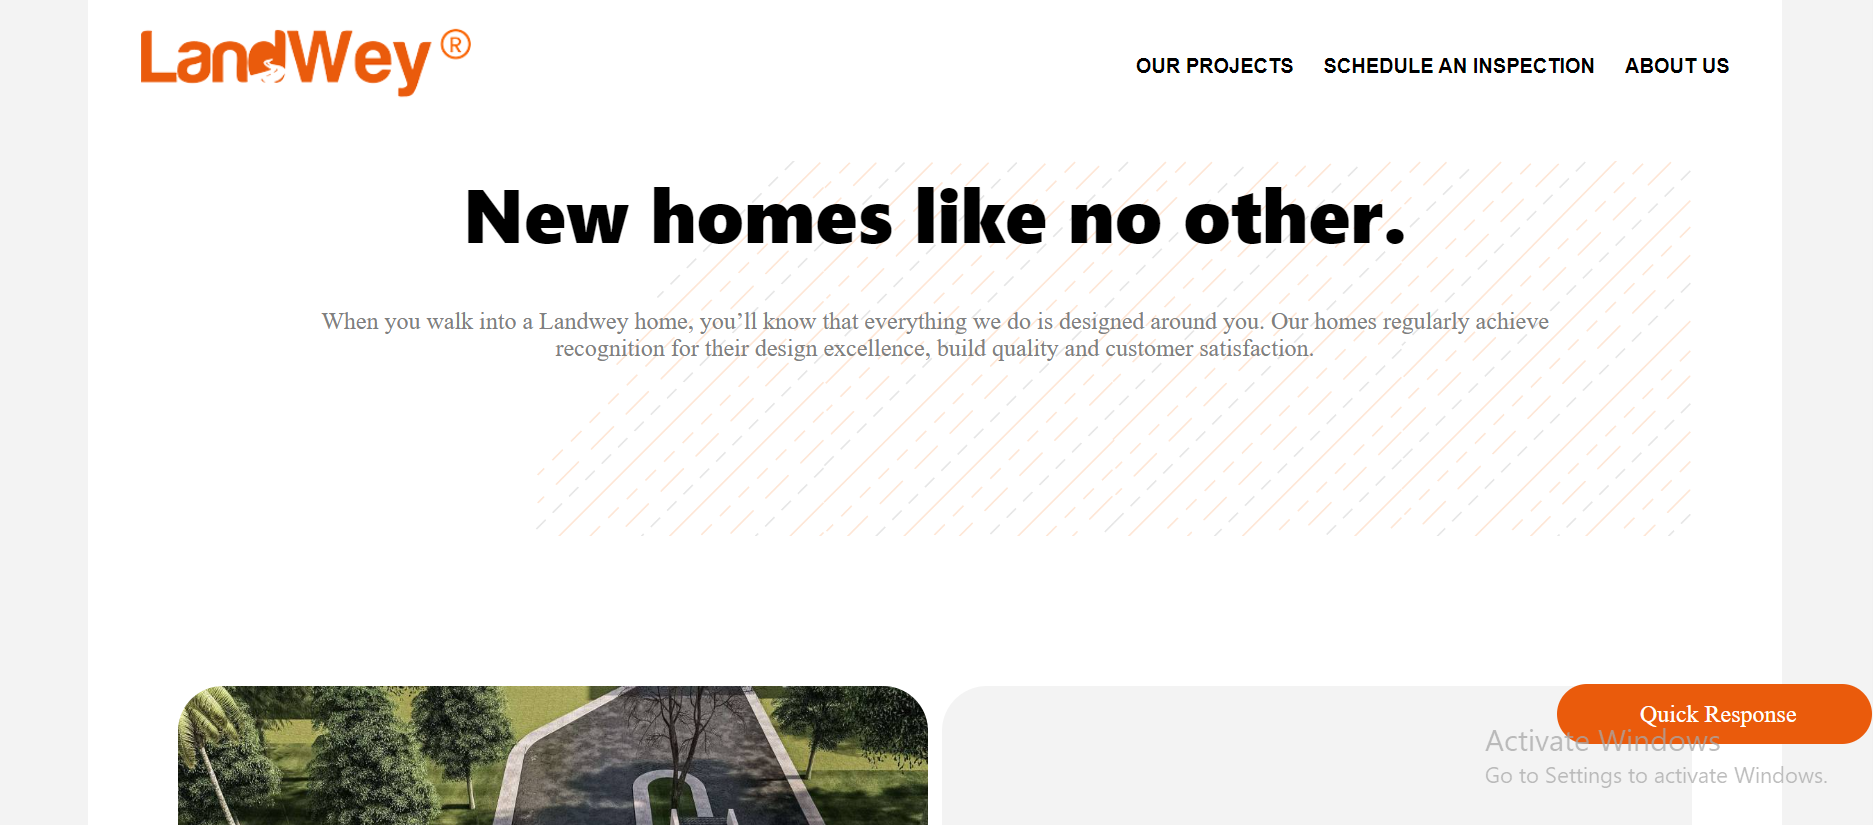 LandWey®
OUR PROJECTS SCHEDULE AN INSPECTION ABOUT US
New homes like no other.
When you walk into a Landwey home, you’ll know that everything we do is designed around you. Our homes regularly achieve
recognition for their design excellence, build quality and customer satisfaction.
Quick Response
Activate Windows
Go to Settings to activate Windows.